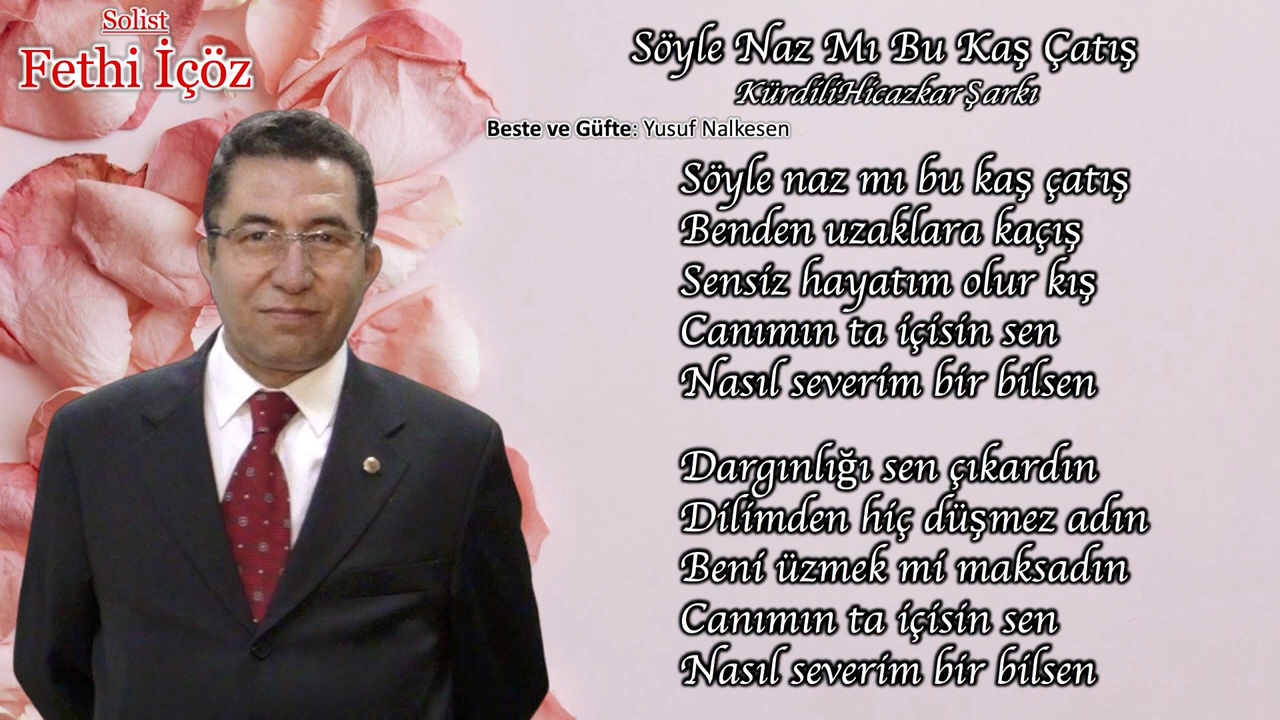 Solist
Fethi İçöz
Söyle Naz Mı Bu Kaş Çatış
KürdiliHicazkar Şarkı
Beste ve Güfte: Yusuf Nalkesen
Söyle naz mı bu kaş çatış
Benden uzaklara kaçış
Sensiz hayatım olur kış
Canımın ta içisin sen
Nasıl severim bir bilsen
Dargınlığı sen çıkardın
Dilimden hiç düşmez adın
Beni üzmek mi maksadın
Canımın ta içisin sen
Nasıl severim bir bilsen